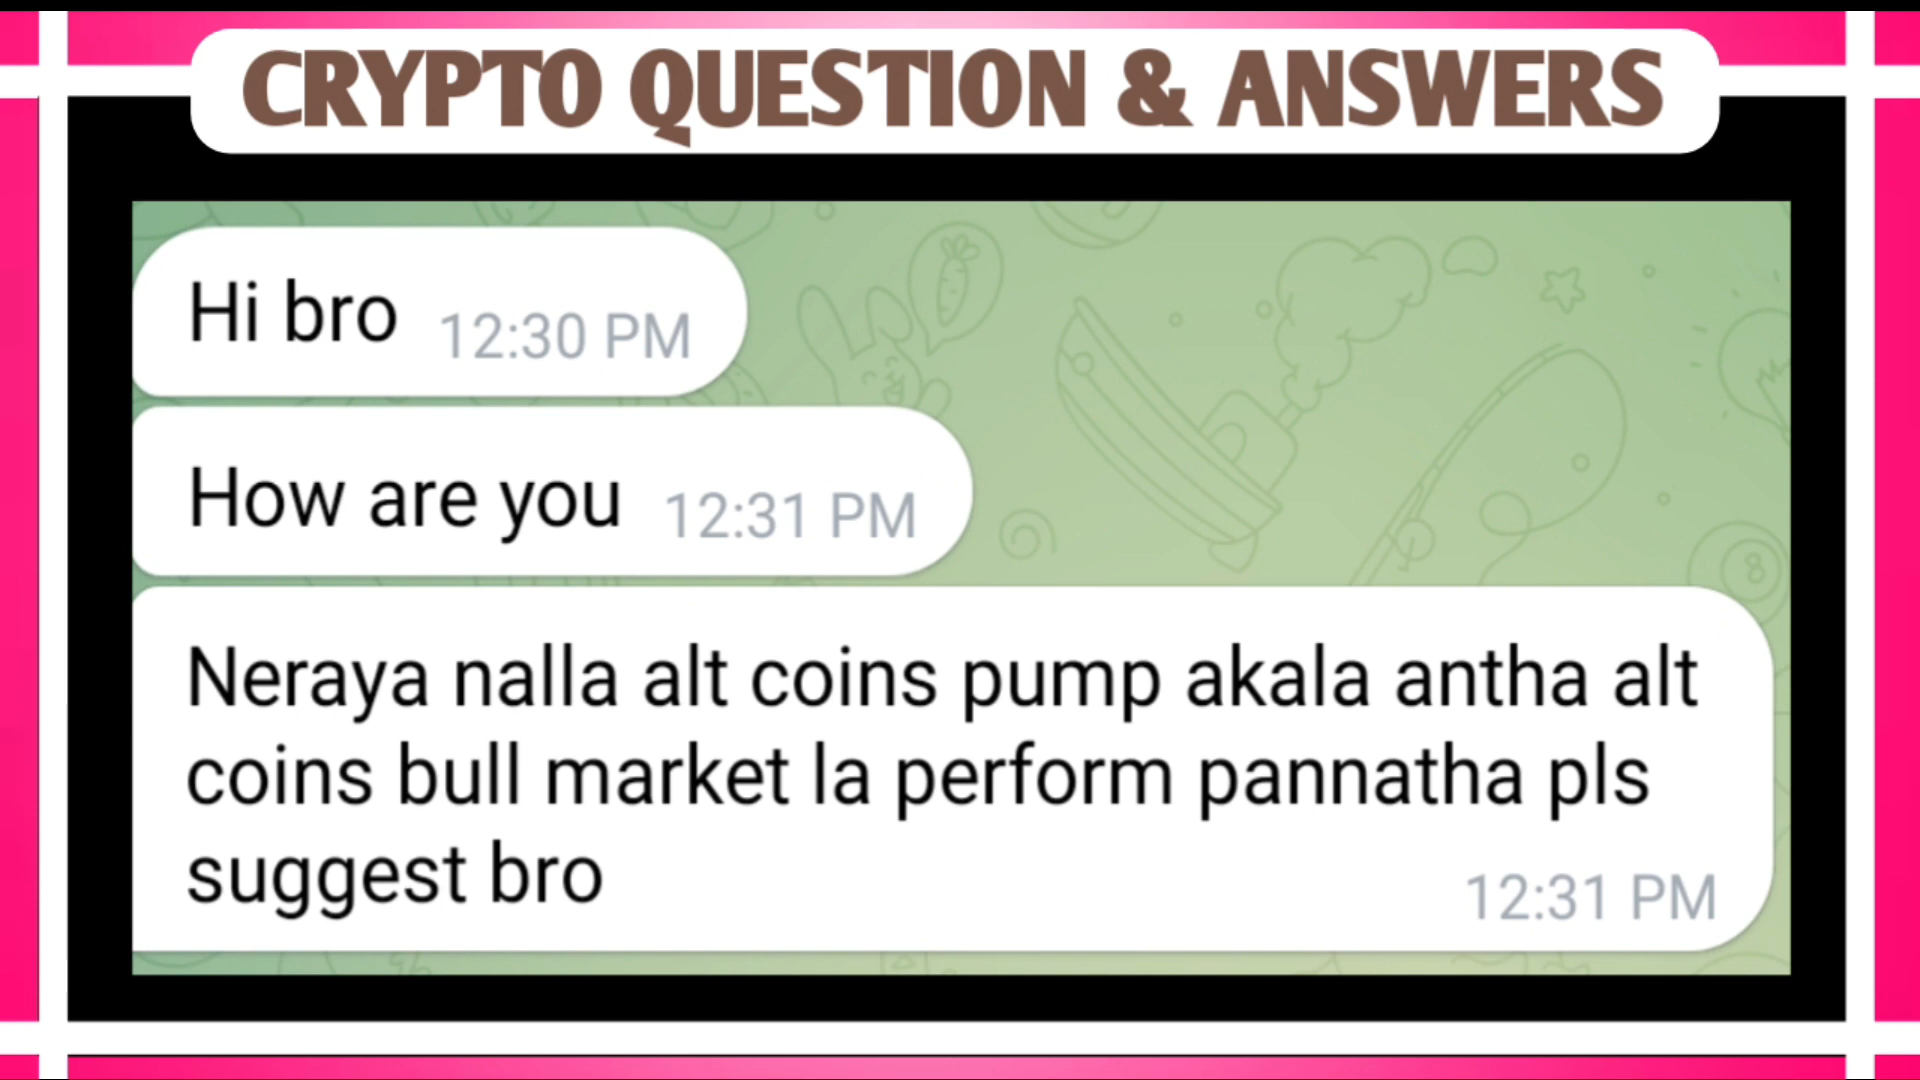 CRYPTO QUESTION & ANSWERS
Hi bro 12:30 PM
How are you 12:31 PM
Neraya nalla alt coins pump akala antha alt
coins bull market la perform pannatha pls
suggest bro 12:31 PM